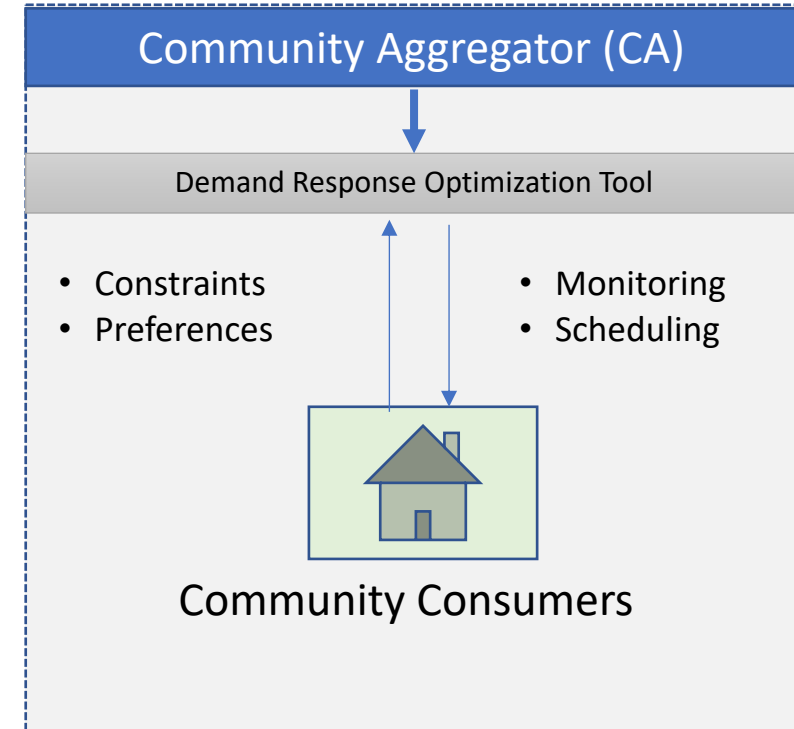 Community Aggregator (CA)
Demand Response Optimization Tool
• Constraints
• Preferences
• Monitoring
• Scheduling
Community Consumers